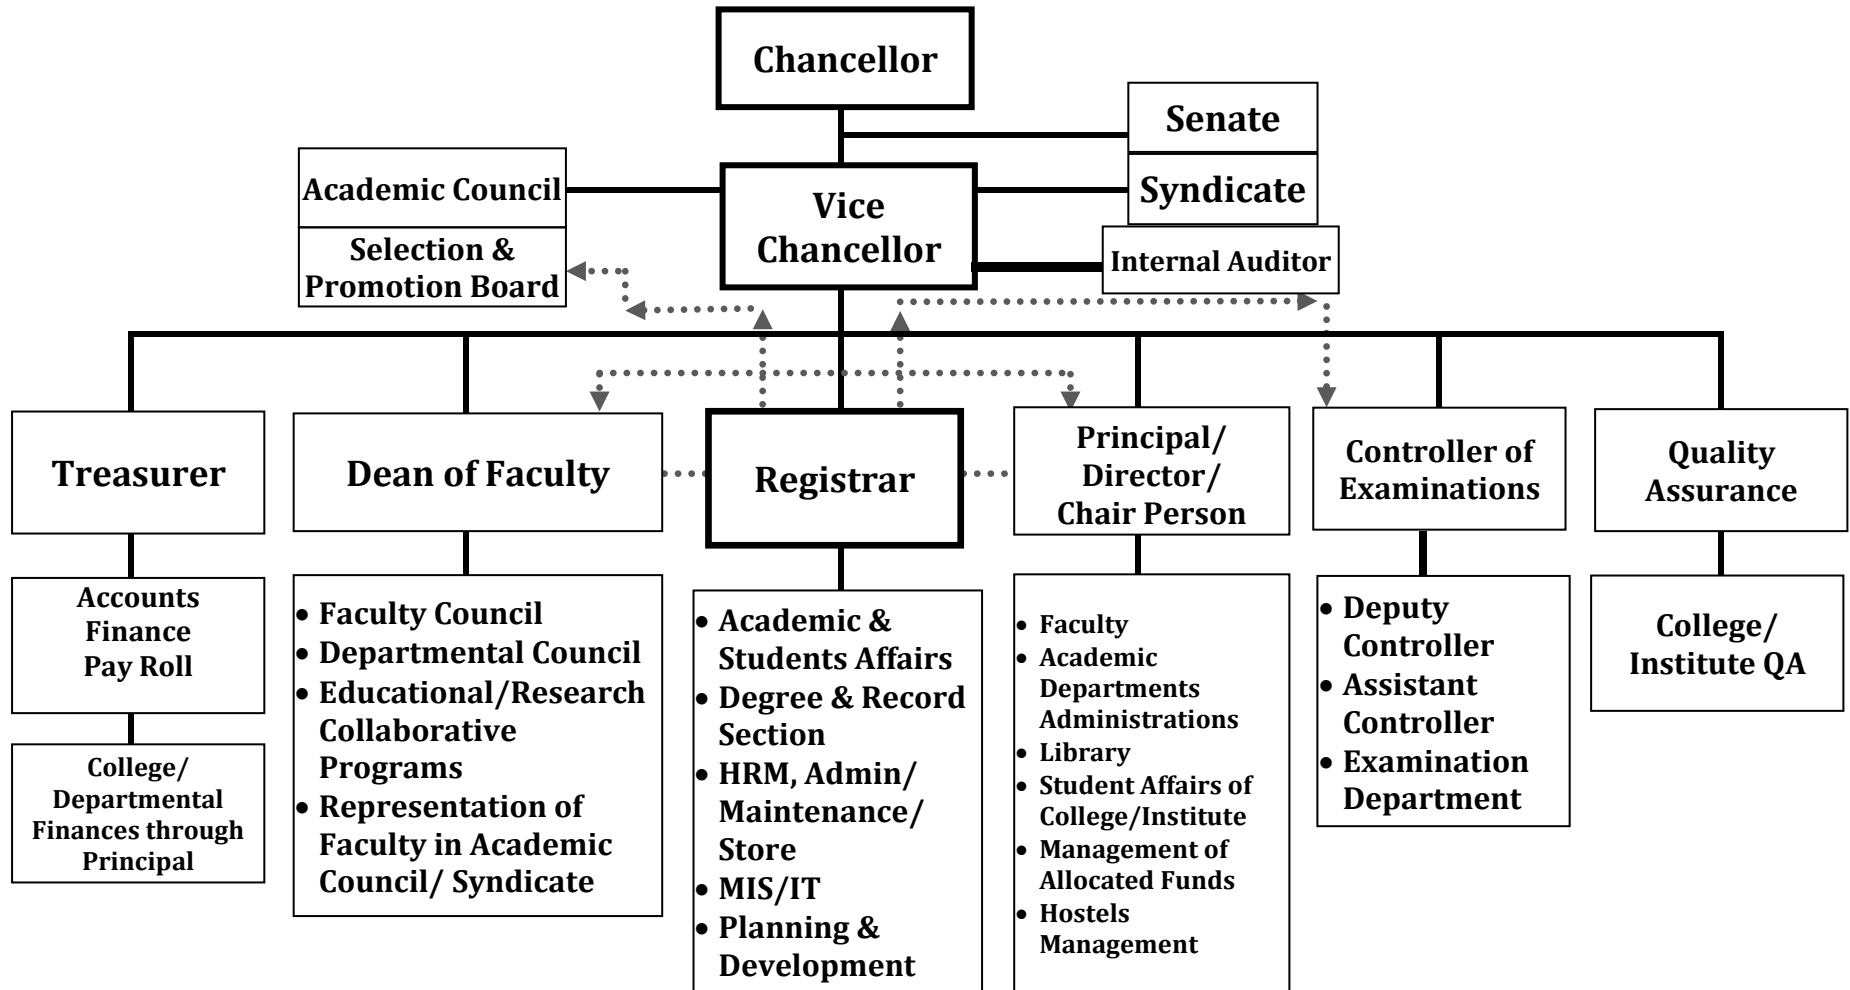 Chancellor
Senate
Syndicate
Academic Council
Selection &
Promotion Board
Vice
Chancellor
Internal Auditor
Treasurer
Dean of Faculty
Registrar
Principal/
Director/
Chair Person
Controller of
Examinations
Quality
Assurance
Accounts
Finance
Pay Roll
College/
Departmental
Finances through
Principal
• Faculty Council
• Departmental Council
• Educational/Research
Collaborative
Programs
• Representation of
Faculty in Academic
Council/ Syndicate
• Academic &
Students Affairs
• Degree & Record
Section
• HRM, Admin/
Maintenance/
Store
• MIS/IT
• Planning &
Development
• Faculty
• Academic
Departments
Administrations
• Library
• Student Affairs of
College/Institute
• Management of
Allocated Funds
• Hostels
Management
• Deputy
Controller
• Assistant
Controller
• Examination
Department
College/
Institute QA